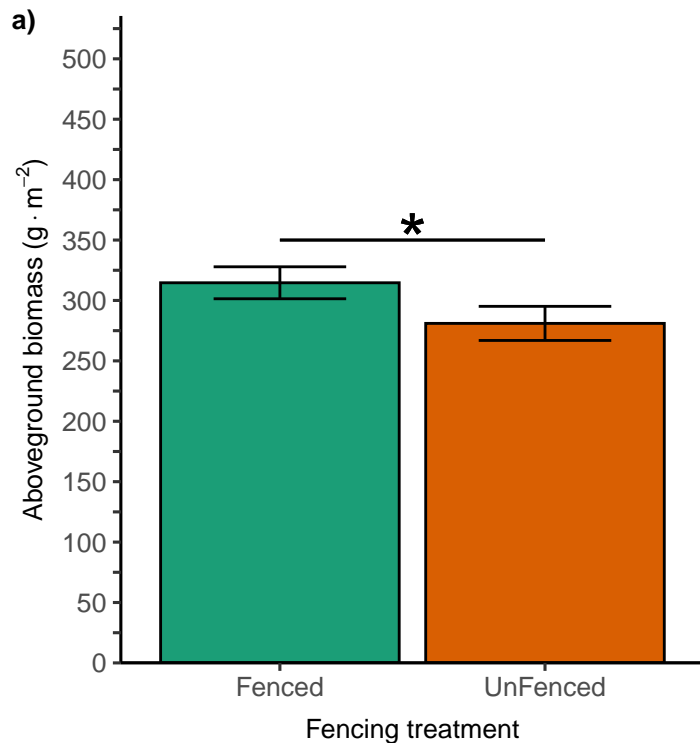 a)
Aboveground biomass (g · m⁻²)
500
450
400
350
300
250
200
150
100
50
0
*
Fenced
UnFenced
Fencing treatment